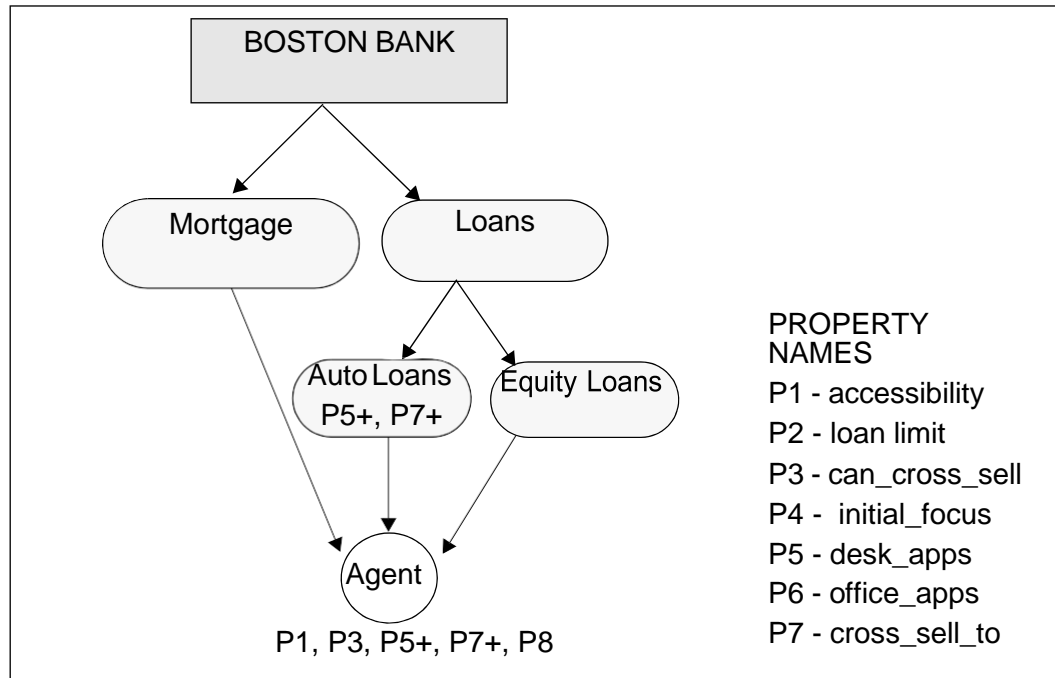 BOSTON BANK
Mortgage
Loans
Auto Loans
P5+, P7+
Equity Loans
Agent
P1, P3, P5+, P7+, P8
PROPERTY
NAMES
P1 - accessibility
P2 - loan limit
P3 - can_cross_sell
P4 - initial_focus
P5 - desk_apps
P6 - office_apps
P7 - cross_sell_to